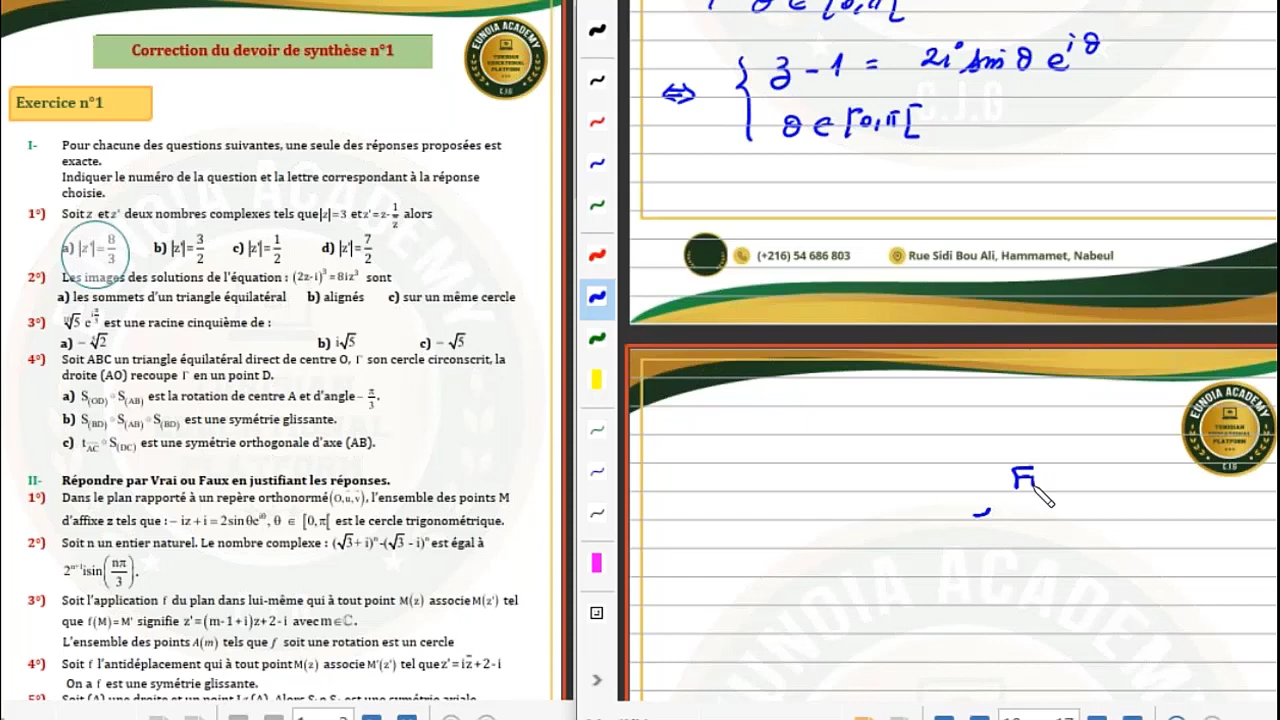 Correction du devoir de synthèse n°1
EUNOIA ACADEMY
TUNISIAN EDUCATIONAL PLATFORM
C.I.O
Exercice n°1
I- Pour chacune des questions suivantes, une seule des réponses proposées est
exacte.
Indiquer le numéro de la question et la lettre correspondant à la réponse
choisie.
1°) Soit z et z' deux nombres complexes tels que |z|=3 et z'=z-1/z̄ alors
a) |z'|=8/3 b) |z'|=3/2 c) |z'|=1/2 d) |z'|=7/2
2°) Les images des solutions de l'équation : (2z-i)³=8iz³ sont
a) les sommets d'un triangle équilatéral b) alignés c) sur un même cercle
3°) est une racine cinquième de :
b) i√5 c) -√5
4°) Soit ABC un triangle équilatéral direct de centre O, Γ son cercle circonscrit, la
droite (AO) recoupe Γ en un point D.
a) S(OD)∘S(AB) est la rotation de centre A et d'angle -π/3.
b) S(BD)∘S(AB)∘S(BD) est une symétrie glissante.
c) tAC∘S(DC) est une symétrie orthogonale d'axe (AB).
II- Répondre par Vrai ou Faux en justifiant les réponses.
1°) Dans le plan rapporté à un repère orthonormé (O,u,v), l'ensemble des points M
d'affixe z tels que : -iz+i=2sinθe^iθ, θ ∈ [0,π[ est le cercle trigonométrique.
2°) Soit n un entier naturel. Le nombre complexe : (√3+i)ⁿ-(√3-i)ⁿ est égal à
2ⁿ⁺¹isin(nπ/3).
3°) Soit l'application f du plan dans lui-même qui à tout point M(z) associe M(z') tel
que f(M)=M' signifie z'=(m-1+i)z+2-i avec m∈ℂ.
L'ensemble des points A(m) tels que f soit une rotation est un cercle
4°) Soit f l'antidéplacement qui à tout point M(z) associe M'(z') tel que z'=iz̄+2-i
On a f est une symétrie glissante.
θ ∈ [0,π[
⇔ { z - 1 = 2i sin θ e^iθ
θ ∈ [0,π[
C.I.O
(+216) 54 686 803 Rue Sidi Bou Ali, Hammamet, Nabeul
EUNOIA ACADEMY
TUNISIAN
PLATFORM
C.I.O